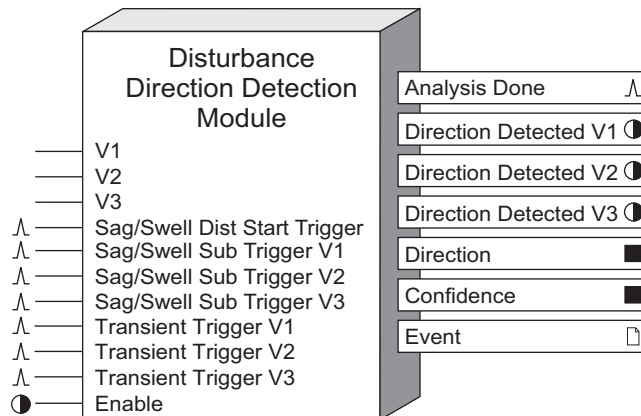 Disturbance
Direction Detection
Module
V1
V2
V3
Sag/Swell Dist Start Trigger
Sag/Swell Sub Trigger V1
Sag/Swell Sub Trigger V2
Sag/Swell Sub Trigger V3
Transient Trigger V1
Transient Trigger V2
Transient Trigger V3
Enable
Analysis Done
Direction Detected V1
Direction Detected V2
Direction Detected V3
Direction
Confidence
Event